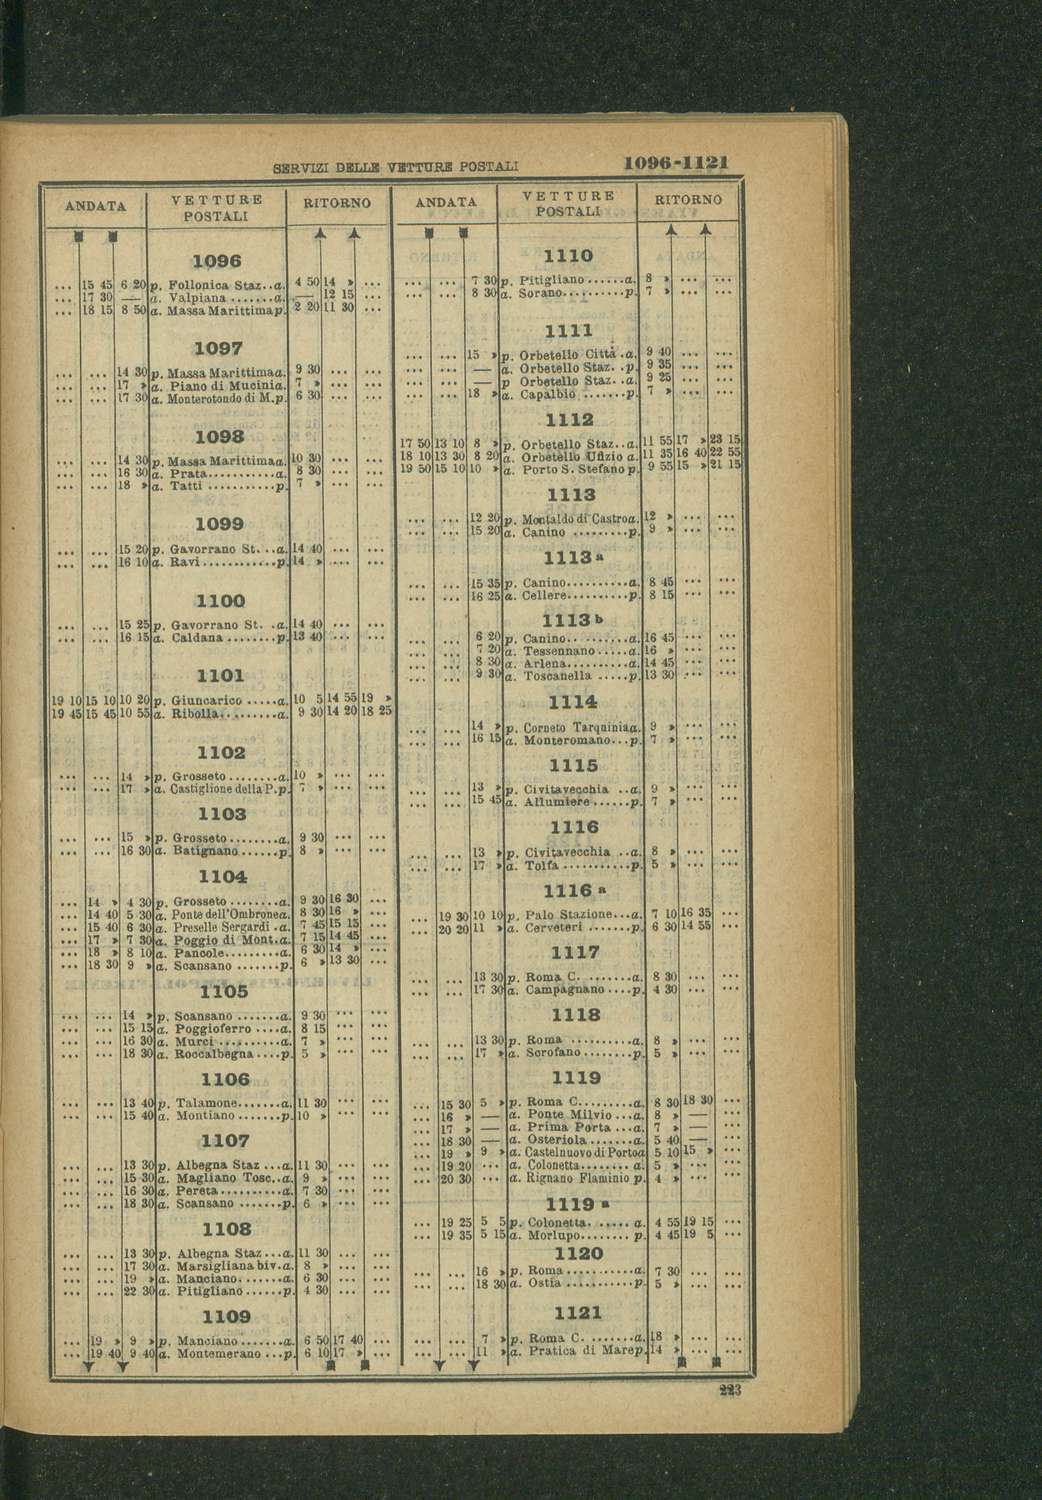 SERVIZI DELLE VETTURE POSTALI 1096-1121
ANDATA VETTURE POSTALI RITORNO
1096
... 15 45 6 20 p. Follonica Staz..a. 4 50 14 » ...
... 17 30 — a. Valpiana.......a. — 12 15 ...
... 18 15 8 50 a. Massa Marittima p. 2 20 11 30 ...
1097
... ... 14 30 p. Massa Marittima a. 9 30 ... ...
... ... 17 » a. Piano di Mucini a. 7 » ... ...
... ... 17 30 a. Monterotondo di M.p. 6 30 ... ...
1098
... ... 14 30 p. Massa Marittima a. 10 30 ... ...
... ... 16 30 a. Prata..........a. 8 30 ... ...
... ... 18 » a. Tatti..........p. 7 » ... ...
1099
... ... 15 20 p. Gavorrano St. ..a. 14 40 ... ...
... ... 16 10 a. Ravi...........p. 14 » ... ...
1100
... ... 15 25 p. Gavorrano St. .a. 14 40 ... ...
... ... 16 15 a. Caldana........p. 13 40 ... ...
1101
19 10 15 10 10 20 p. Giuncarico.....a. 10 5 14 55 19 »
19 45 15 45 10 55 a. Ribolla........a. 9 30 14 20 18 25
1102
... ... 14 » p. Grosseto........a. 10 » ... ...
... ... 17 » a. Castiglione della P.p. 7 » ... ...
1103
... ... 15 » p. Grosseto........a. 9 30 ... ...
... ... 16 30 a. Batignano......p. 8 » ... ...
1104
... 14 » 4 30 p. Grosseto........a. 9 30 16 30 ...
... 14 40 5 30 a. Ponte dell'Ombrone a. 8 30 16 » ...
... 15 40 6 30 a. Preselle Sergardi .a. 7 45 15 15 ...
... 17 » 7 30 a. Poggio di Mont.a. 7 15 14 45 ...
... 18 » 8 10 a. Pancole.........a. 6 30 14 » ...
... 18 30 9 » a. Scansano.......p. 6 » 13 30 ...
1105
... ... 14 » p. Scansano.......a. 9 30 ... ...
... ... 15 15 a. Poggioferro....a. 8 15 ... ...
... ... 16 30 a. Murci..........a. 7 » ... ...
... ... 18 30 a. Roccalbegna....p. 5 » ... ...
1106
... ... 13 40 p. Talamone.......a. 11 30 ... ...
... ... 15 40 a. Montiano.......p. 10 » ... ...
1107
... ... 13 30 p. Albegna Staz...a. 11 30 ... ...
... ... 15 30 a. Magliano Tosc..a. 9 » ... ...
... ... 16 30 a. Pereta..........a. 7 30 ... ...
... ... 18 30 a. Scansano.......p. 6 » ... ...
1108
... ... 13 30 p. Albegna Staz...a. 11 30 ... ...
... ... 17 30 a. Marsigliana biv.a. 8 » ... ...
... ... 19 » a. Manciano.......a. 6 30 ... ...
... ... 22 30 a. Pitigliano......p. 4 30 ... ...
1109
... 19 » 9 » p. Manciano.......a. 6 50 17 40 ...
... 19 40 9 40 a. Montemerano...p. 6 10 17 » ...
ANDATA VETTURE POSTALI RITORNO
1110
... ... 7 30 p. Pitigliano......a. 8 » ... ...
... ... 8 30 a. Sorano..........p. 7 » ... ...
1111
... ... 15 » p. Orbetello Città .a. 9 40 ... ...
... ... — a. Orbetello Staz. .p. 9 35 ... ...
... ... — p Orbetello Staz. .a. 9 25 ... ...
... ... 18 » a. Capalbio.......p. 7 » ... ...
1112
17 50 13 10 8 » p. Orbetello Staz..a. 11 55 17 » 23 15
18 10 13 30 8 20 a. Orbetello Ufizio a. 11 35 16 40 22 55
19 50 15 10 10 » a. Porto S. Stefano p. 9 55 15 » 21 15
1113
... ... 12 20 p. Montaldo di Castro a. 12 » ... ...
... ... 15 20 a. Canino.........p. 9 » ... ...
1113 a
... ... 15 35 p. Canino..........a. 8 45 ... ...
... ... 16 25 a. Cellere..........p. 8 15 ... ...
1113 b
... ... 6 20 p. Canino..........a. 16 45 ... ...
... ... 7 20 a. Tessennano.....a. 16 » ... ...
... ... 8 30 a. Arlena..........a. 14 45 ... ...
... ... 9 30 a. Toscanella.....p. 13 30 ... ...
1114
... ... 14 » p. Corneto Tarquinia a. 9 » ... ...
... ... 16 15 a. Monteromano...p. 7 » ... ...
1115
... ... 13 » p. Civitavecchia ..a. 9 » ... ...
... ... 15 45 a. Allumiere......p. 7 » ... ...
1116
... ... 13 » p. Civitavecchia ..a. 8 » ... ...
... ... 17 » a. Tolfa...........p. 5 » ... ...
1116 a
... 19 30 10 10 p. Palo Stazione...a. 7 10 16 35 ...
... 20 20 11 » a. Cerveteri.......p. 6 30 14 55 ...
1117
... ... 13 30 p. Roma C. .......a. 8 30 ... ...
... ... 17 30 a. Campagnano....p. 4 30 ... ...
1118
... ... 13 30 p. Roma..........a. 8 » ... ...
... ... 17 » a. Scrofano........p. 5 » ... ...
1119
... 15 30 5 » p. Roma C.........a. 8 30 18 30 ...
... 16 » — a. Ponte Milvio...a. 8 » — ...
... 17 » — a. Prima Porta...a. 7 » — ...
... 18 30 — a. Osteriola.......a. 5 40 — ...
... 19 » 9 » a. Castelnuovo di Porto a. 5 10 15 » ...
... 19 20 ... a. Colonetta........ a. 5 » ... ...
... 20 30 ... a. Rignano Flaminio p. 4 » ... ...
1119 a
... 19 25 5 5 p. Colonetta. ...... a. 4 55 19 15 ...
... 19 35 5 15 a. Morlupo........ p. 4 45 19 5 ...
1120
... ... 16 » p. Roma...........a. 7 30 ... ...
... ... 18 30 a. Ostia...........p. 5 » ... ...
1121
... ... 7 » p. Roma C. .......a. 18 » ... ...
... ... 11 » a. Pratica di Mare p. 14 » ... ...
223